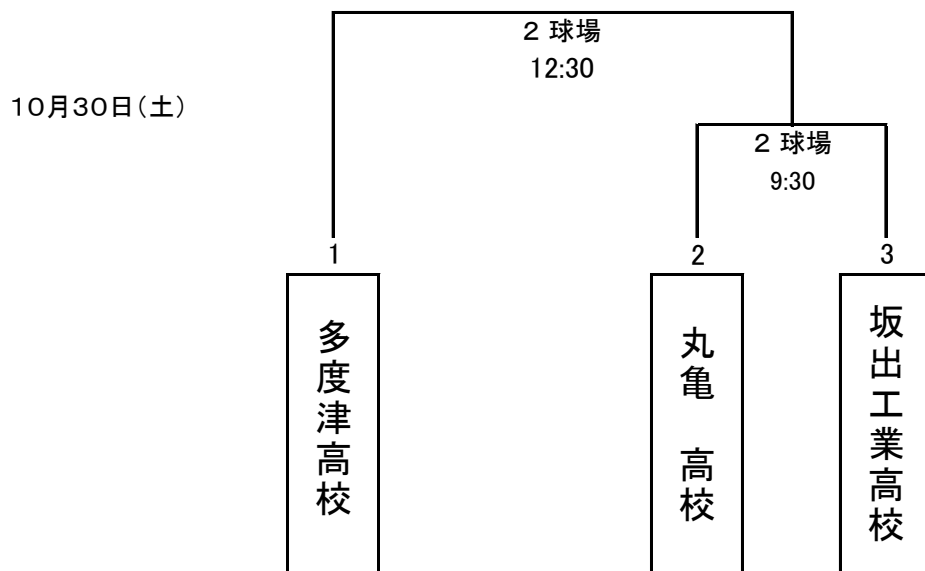 ２ 球場
12:30
１０月３０日（土）
２ 球場
9:30
1
2
3
多度津高校
丸亀　高校
坂出工業高校